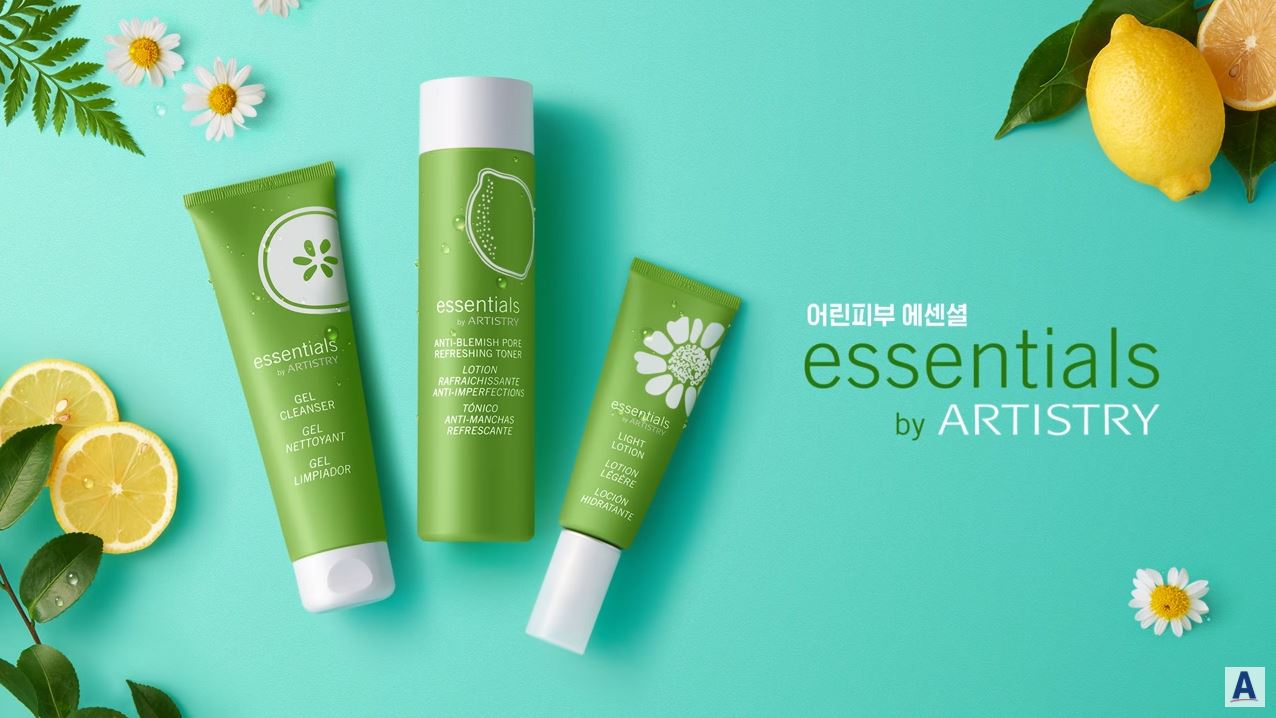 essentials
by ARTISTRY
GEL
CLEANSER
GEL
NETTOYANT
GEL
LIMPIADOR
essentials
by ARTISTRY
ANTI-BLEMISH PORE
REFRESHING TONER
LOTION
RAFRAICHISSANTE
ANTI-IMPERFECTIONS
TÓNICO
ANTI-MANCHAS
REFRESCANTE
essentials
by ARTISTRY
LIGHT
LOTION
LOTION
LÉGÈRE
LOCIÓN
HIDRATANTE
어린피부 에센셜
essentials
by ARTISTRY
A